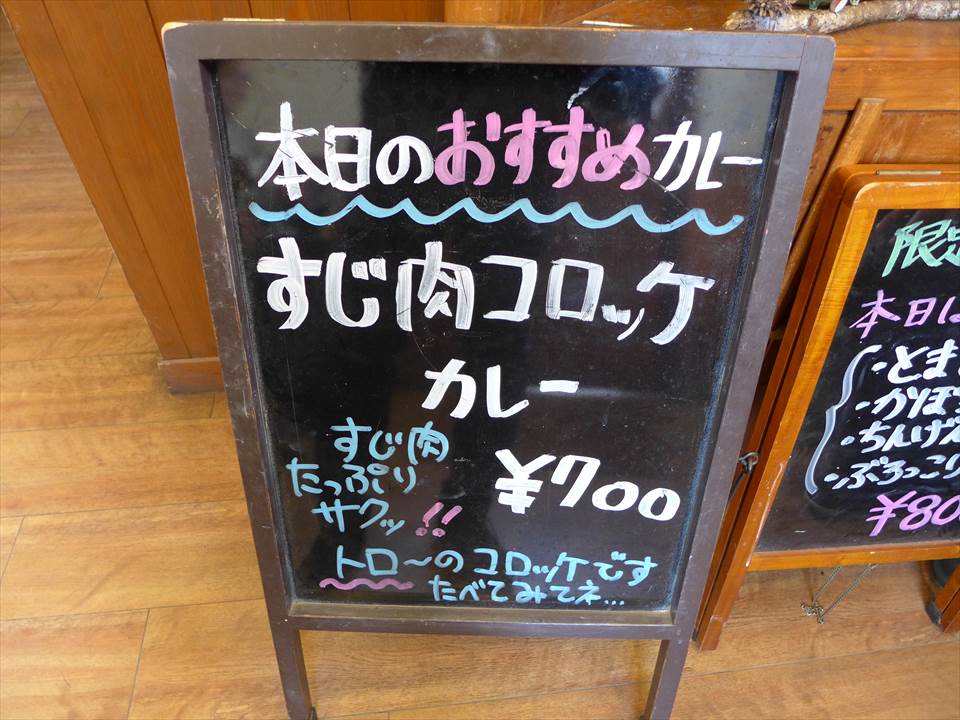 本日のおすすめカレー
すじ肉コロッケ
カレー
¥700
すじ肉
たっぷり
サクッ!!
トロ〜のコロッケです
たべてみてネ...
本日は
・とま
・かぼ
・ちんげ
・ぶろっこり
¥80